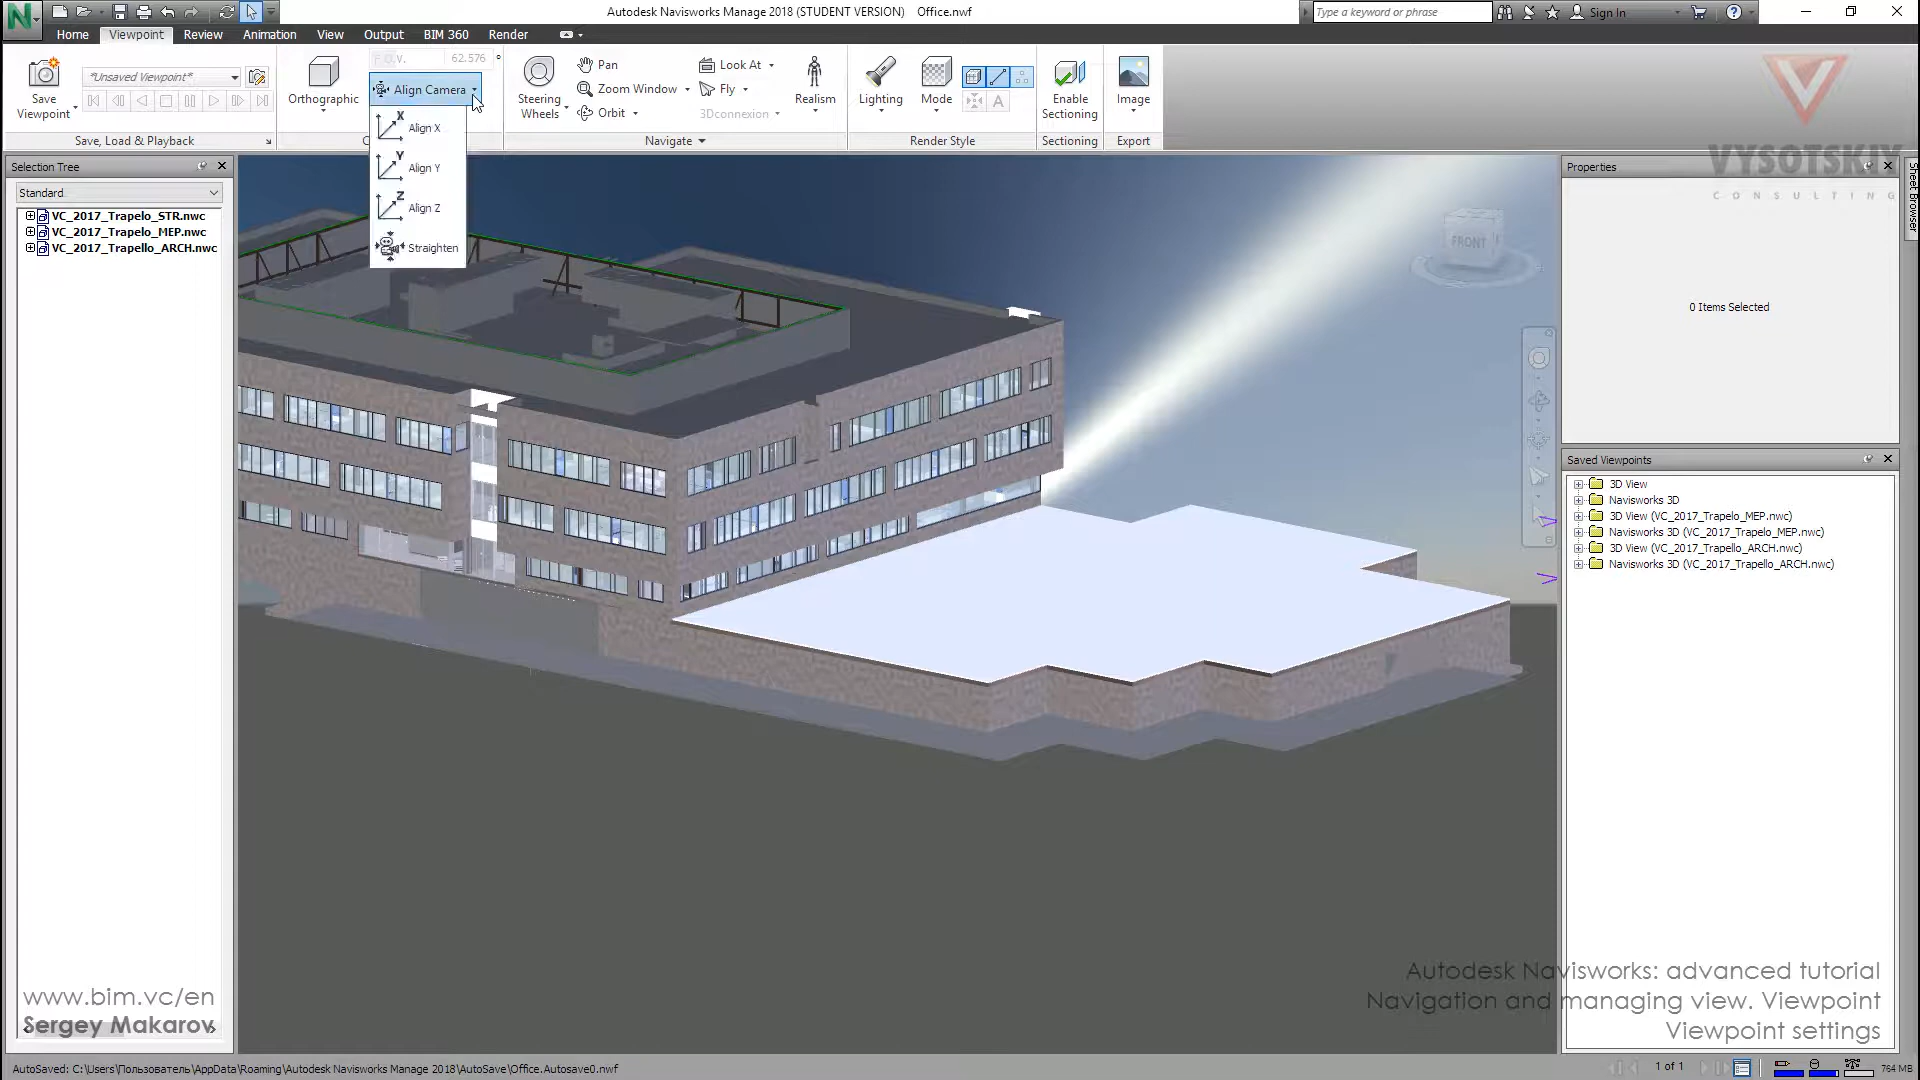 Autodesk Navisworks Manage 2018 (STUDENT VERSION) Office.nwf
Type a keyword or phrase
Sign In
Home Viewpoint Review Animation View Output BIM 360 Render
Save Viewpoint
*Unsaved Viewpoint*
Save, Load & Playback
Orthographic
F.O.V. 62.576 °
Align Camera
Align X
Align Y
Align Z
Straighten
Steering Wheels
Pan
Zoom Window
Orbit
Look At
Fly
3Dconnexion
Realism
Navigate
Lighting
Mode
A
Render Style
Enable Sectioning
Sectioning
Image
Export
VYSOTSKIY
CONSULTING
Selection Tree
Standard
VC_2017_Trapelo_STR.nwc
VC_2017_Trapelo_MEP.nwc
VC_2017_Trapello_ARCH.nwc
FRONT
Properties
0 Items Selected
Sheet Browser
Saved Viewpoints
3D View
Navisworks 3D
3D View (VC_2017_Trapelo_MEP.nwc)
Navisworks 3D (VC_2017_Trapelo_MEP.nwc)
3D View (VC_2017_Trapello_ARCH.nwc)
Navisworks 3D (VC_2017_Trapello_ARCH.nwc)
www.bim.vc/en
Sergey Makarov
Autodesk Navisworks: advanced tutorial
Navigation and managing view. Viewpoint
Viewpoint settings
AutoSaved: C:\Users\Пользователь\AppData\Roaming\Autodesk Navisworks Manage 2018\AutoSave\Office.Autosave0.nwf
1 of 1
764 MB